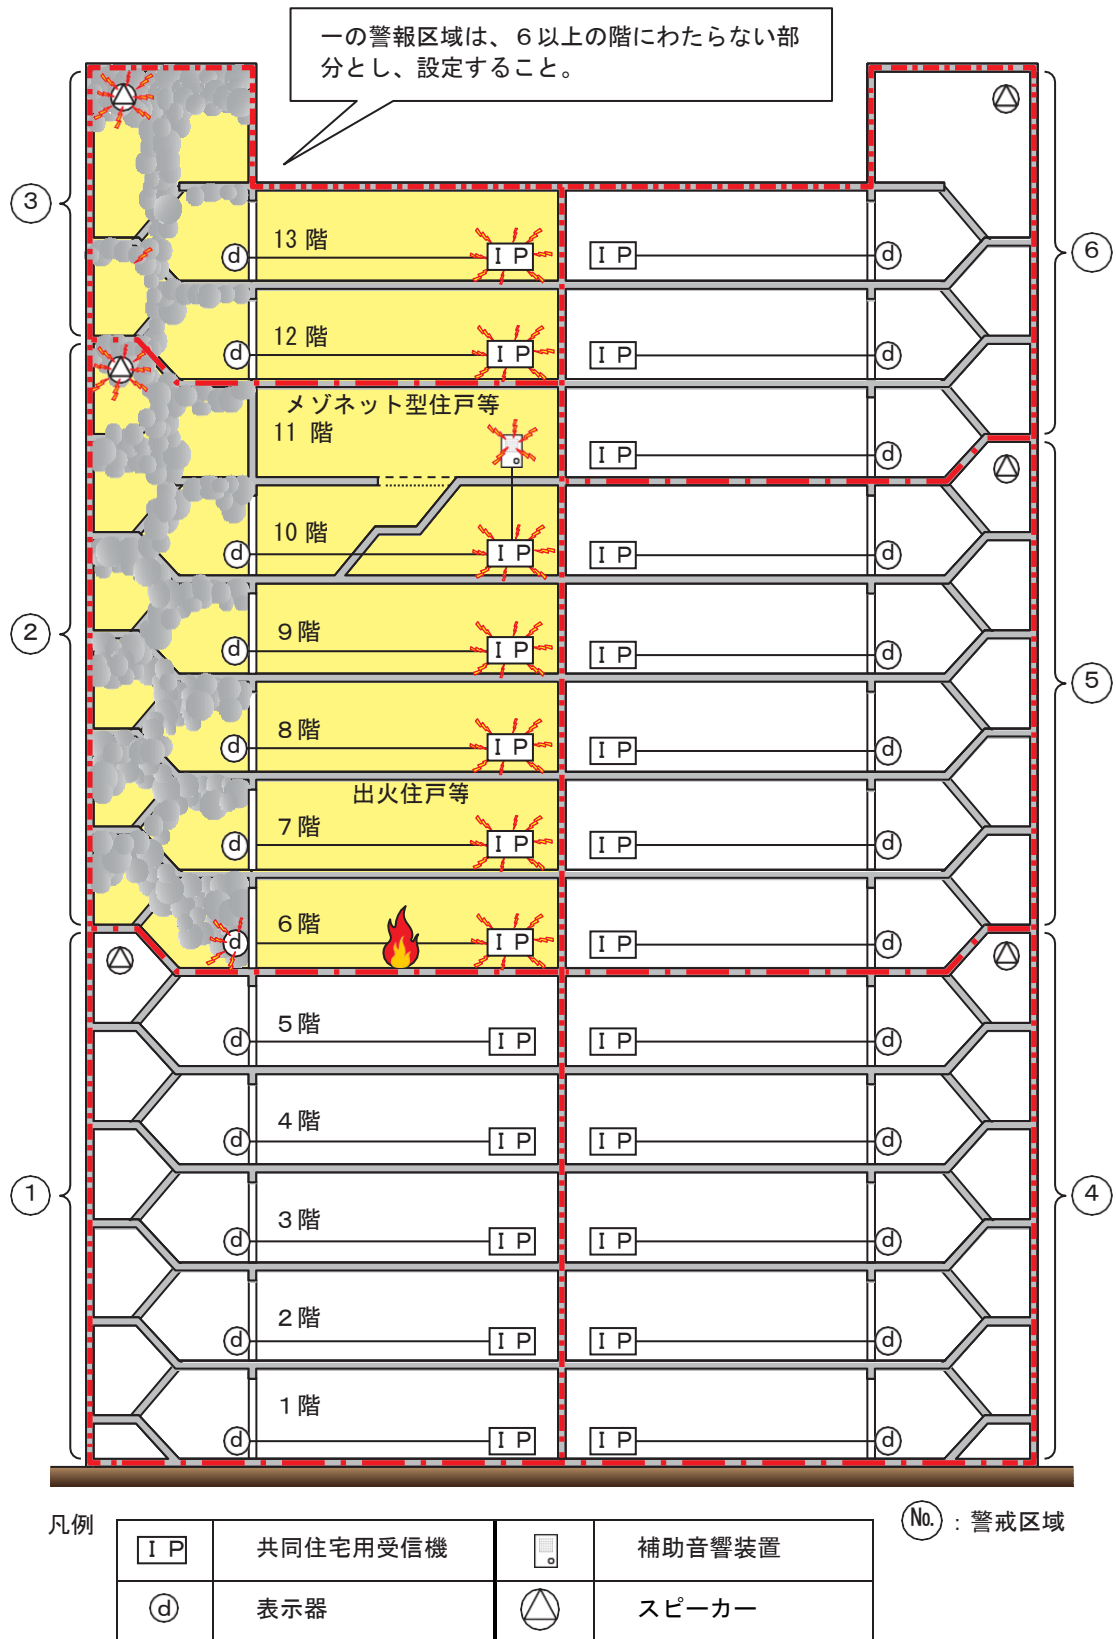 一の警報区域は、６以上の階にわたらない部
分とし、設定すること。
③
⑥
13 階
ⓓ
ＩＰ
ＩＰ
ⓓ
12 階
ⓓ
ＩＰ
ＩＰ
ⓓ
メゾネット型住戸等
11 階
ＩＰ
ⓓ
10 階
ⓓ
ＩＰ
ＩＰ
ⓓ
②
⑤
９階
ⓓ
ＩＰ
ＩＰ
ⓓ
８階
ⓓ
ＩＰ
ＩＰ
ⓓ
出火住戸等
７階
ⓓ
ＩＰ
ＩＰ
ⓓ
６階
ⓓ
ＩＰ
ＩＰ
ⓓ
５階
ⓓ
ＩＰ
ＩＰ
ⓓ
４階
ⓓ
ＩＰ
ＩＰ
ⓓ
①
④
３階
ⓓ
ＩＰ
ＩＰ
ⓓ
２階
ⓓ
ＩＰ
ＩＰ
ⓓ
１階
ⓓ
ＩＰ
ＩＰ
ⓓ
凡例
ＩＰ 共同住宅用受信機 補助音響装置
ⓓ 表示器 スピーカー
No. ：警戒区域